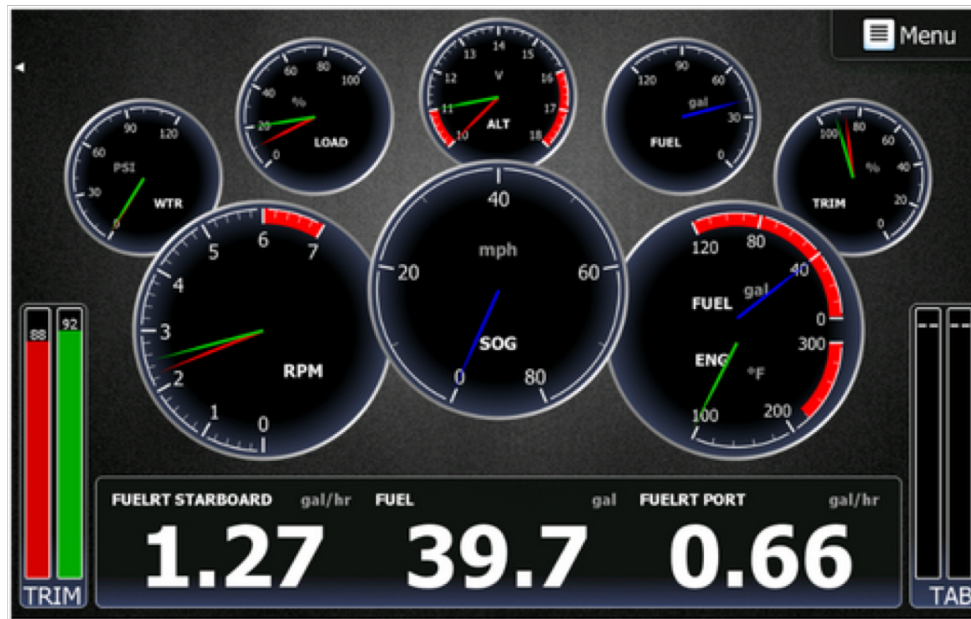 Menu
60 80 100
40
%
20
LOAD
0
13 14 15
12 V 16
11 17
ALT
10 18
120 90 60
gal
30
FUEL
0
90 120
60
PSI
30
WTR
0
100 80
% 60
40
TRIM 20
0
5 6 7
4
3
RPM
2
1 0
40
mph
20 60
SOG
0 80
120 80
40
gal
FUEL
0
300
ENG
°F
100 200
88 92
TRIM
-- --
TAB
FUELRT STARBOARD gal/hr
1.27
FUEL gal
39.7
FUELRT PORT gal/hr
0.66